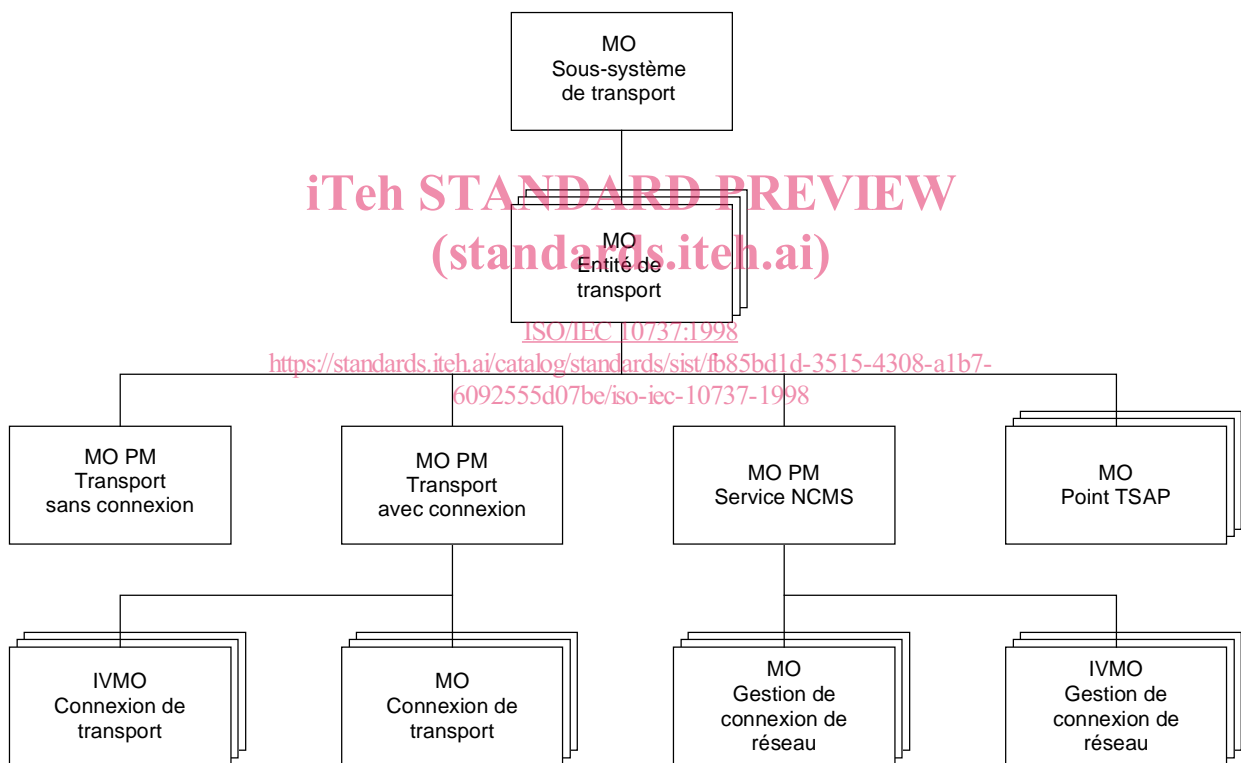 MO
Sous-système
de transport
iTeh STANDARD PREVIEW
(standards.iteh.ai)
MO
Entité de
transport
ISO/IEC 10737:1998
https://standards.iteh.ai/catalog/standards/sist/fb85bd1d-3515-4308-a1b7-
6092555d07be/iso-iec-10737-1998
MO PM
Transport
sans connexion
MO PM
Transport
avec connexion
MO PM
Service NCMS
MO
Point TSAP
IVMO
Connexion de
transport
MO
Connexion de
transport
MO
Gestion de
connexion de
réseau
IVMO
Gestion de
connexion de
réseau